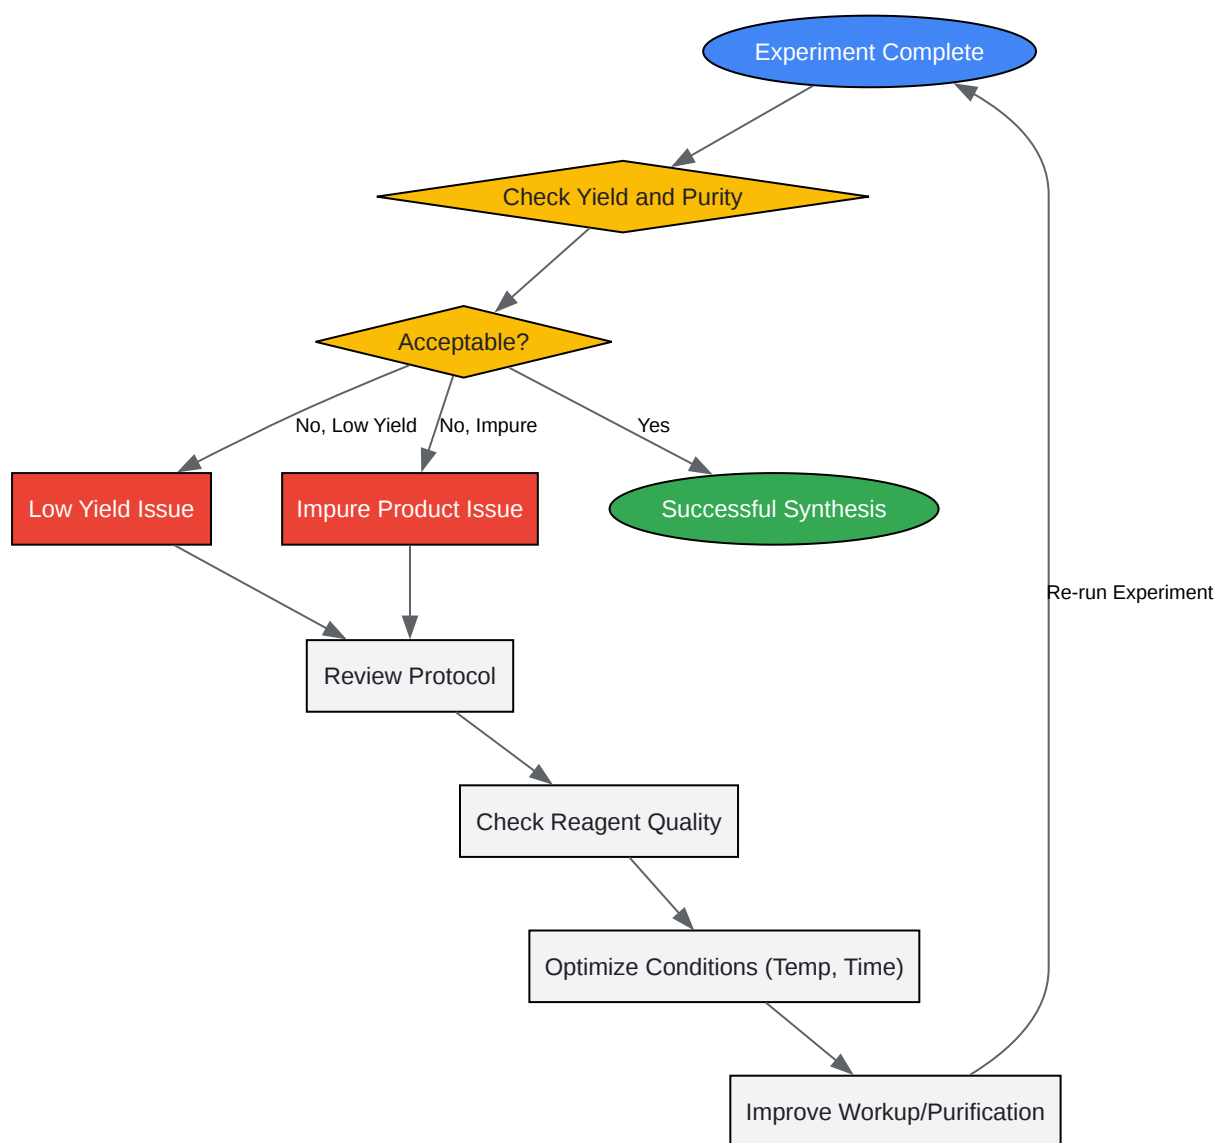 Experiment Complete
Check Yield and Purity
Acceptable?
No, Low Yield
No, Impure
Yes
Low Yield Issue
Impure Product Issue
Successful Synthesis
Re-run Experiment
Review Protocol
Check Reagent Quality
Optimize Conditions (Temp, Time)
Improve Workup/Purification